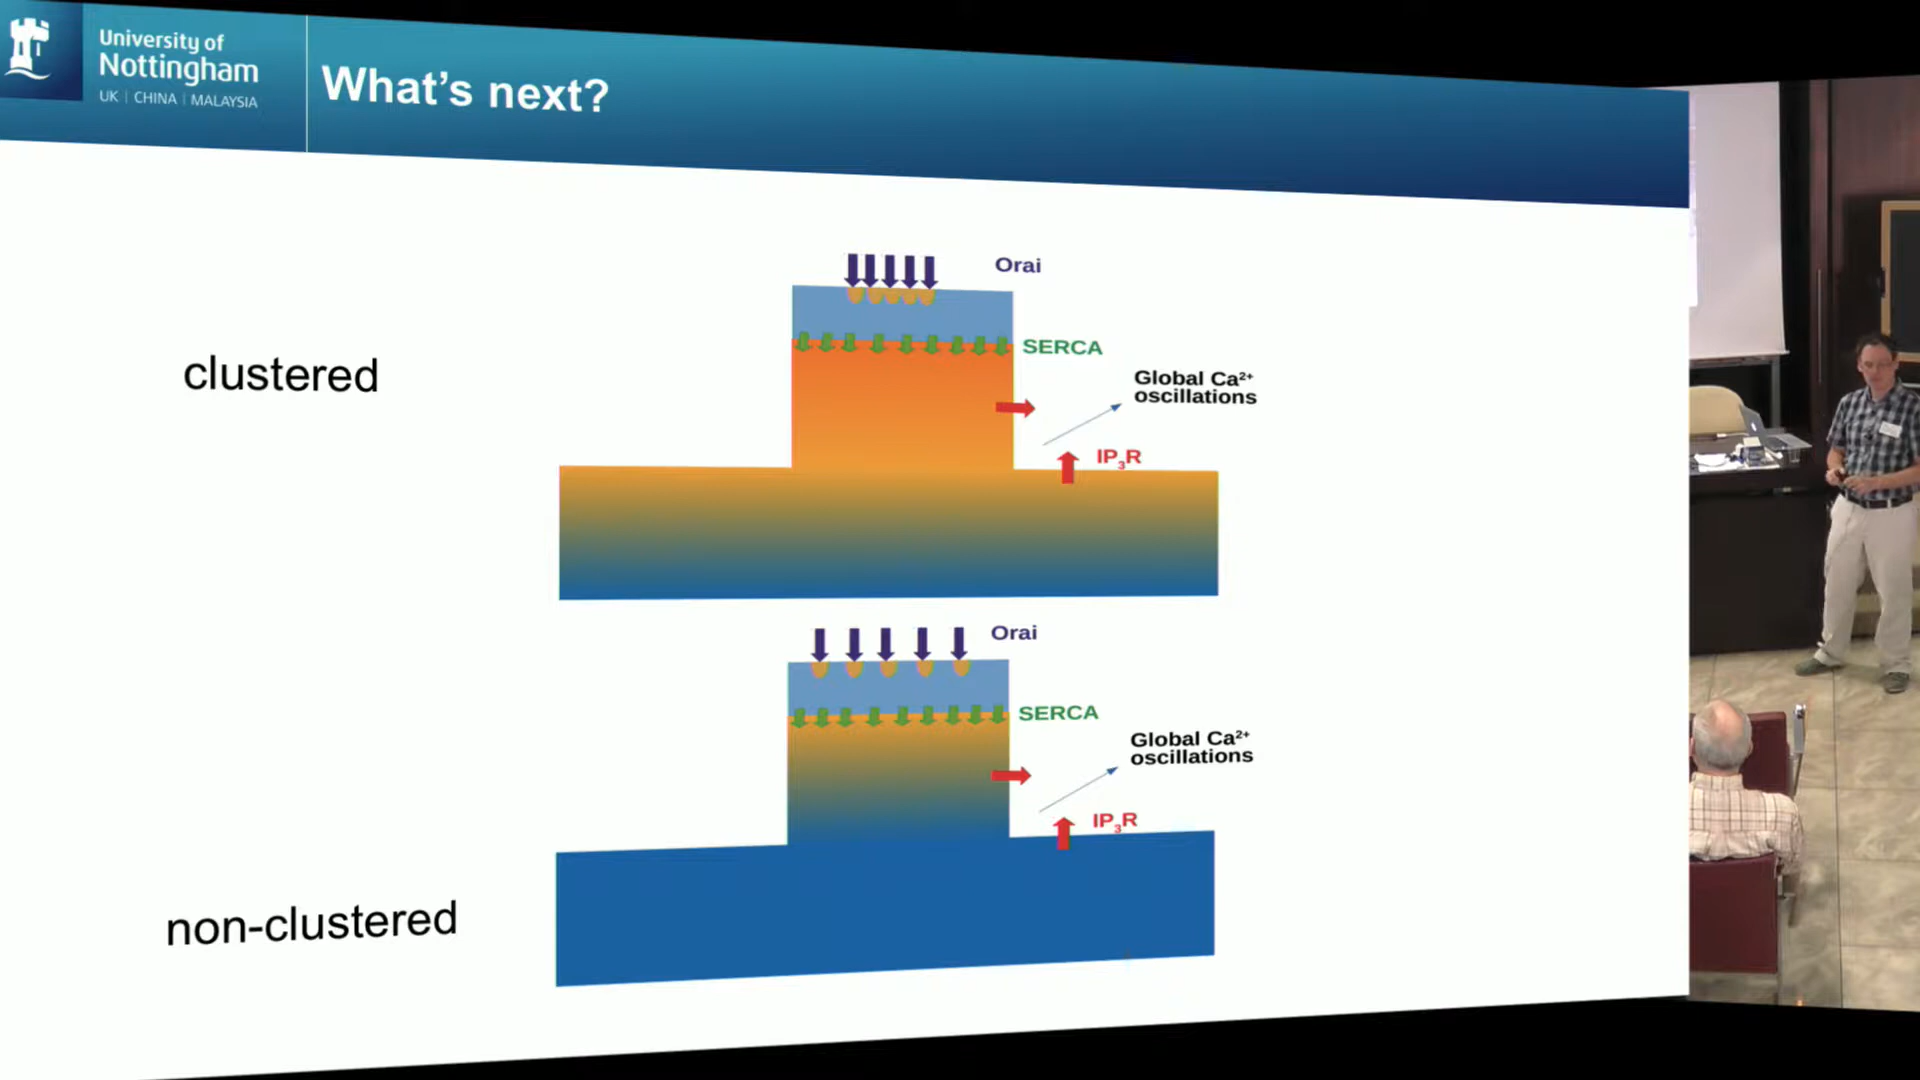 University of
Nottingham
UK | CHINA | MALAYSIA
What's next?
Orai
SERCA
clustered
Global Ca²⁺
oscillations
IP₃R
Orai
SERCA
Global Ca²⁺
oscillations
IP₃R
non-clustered